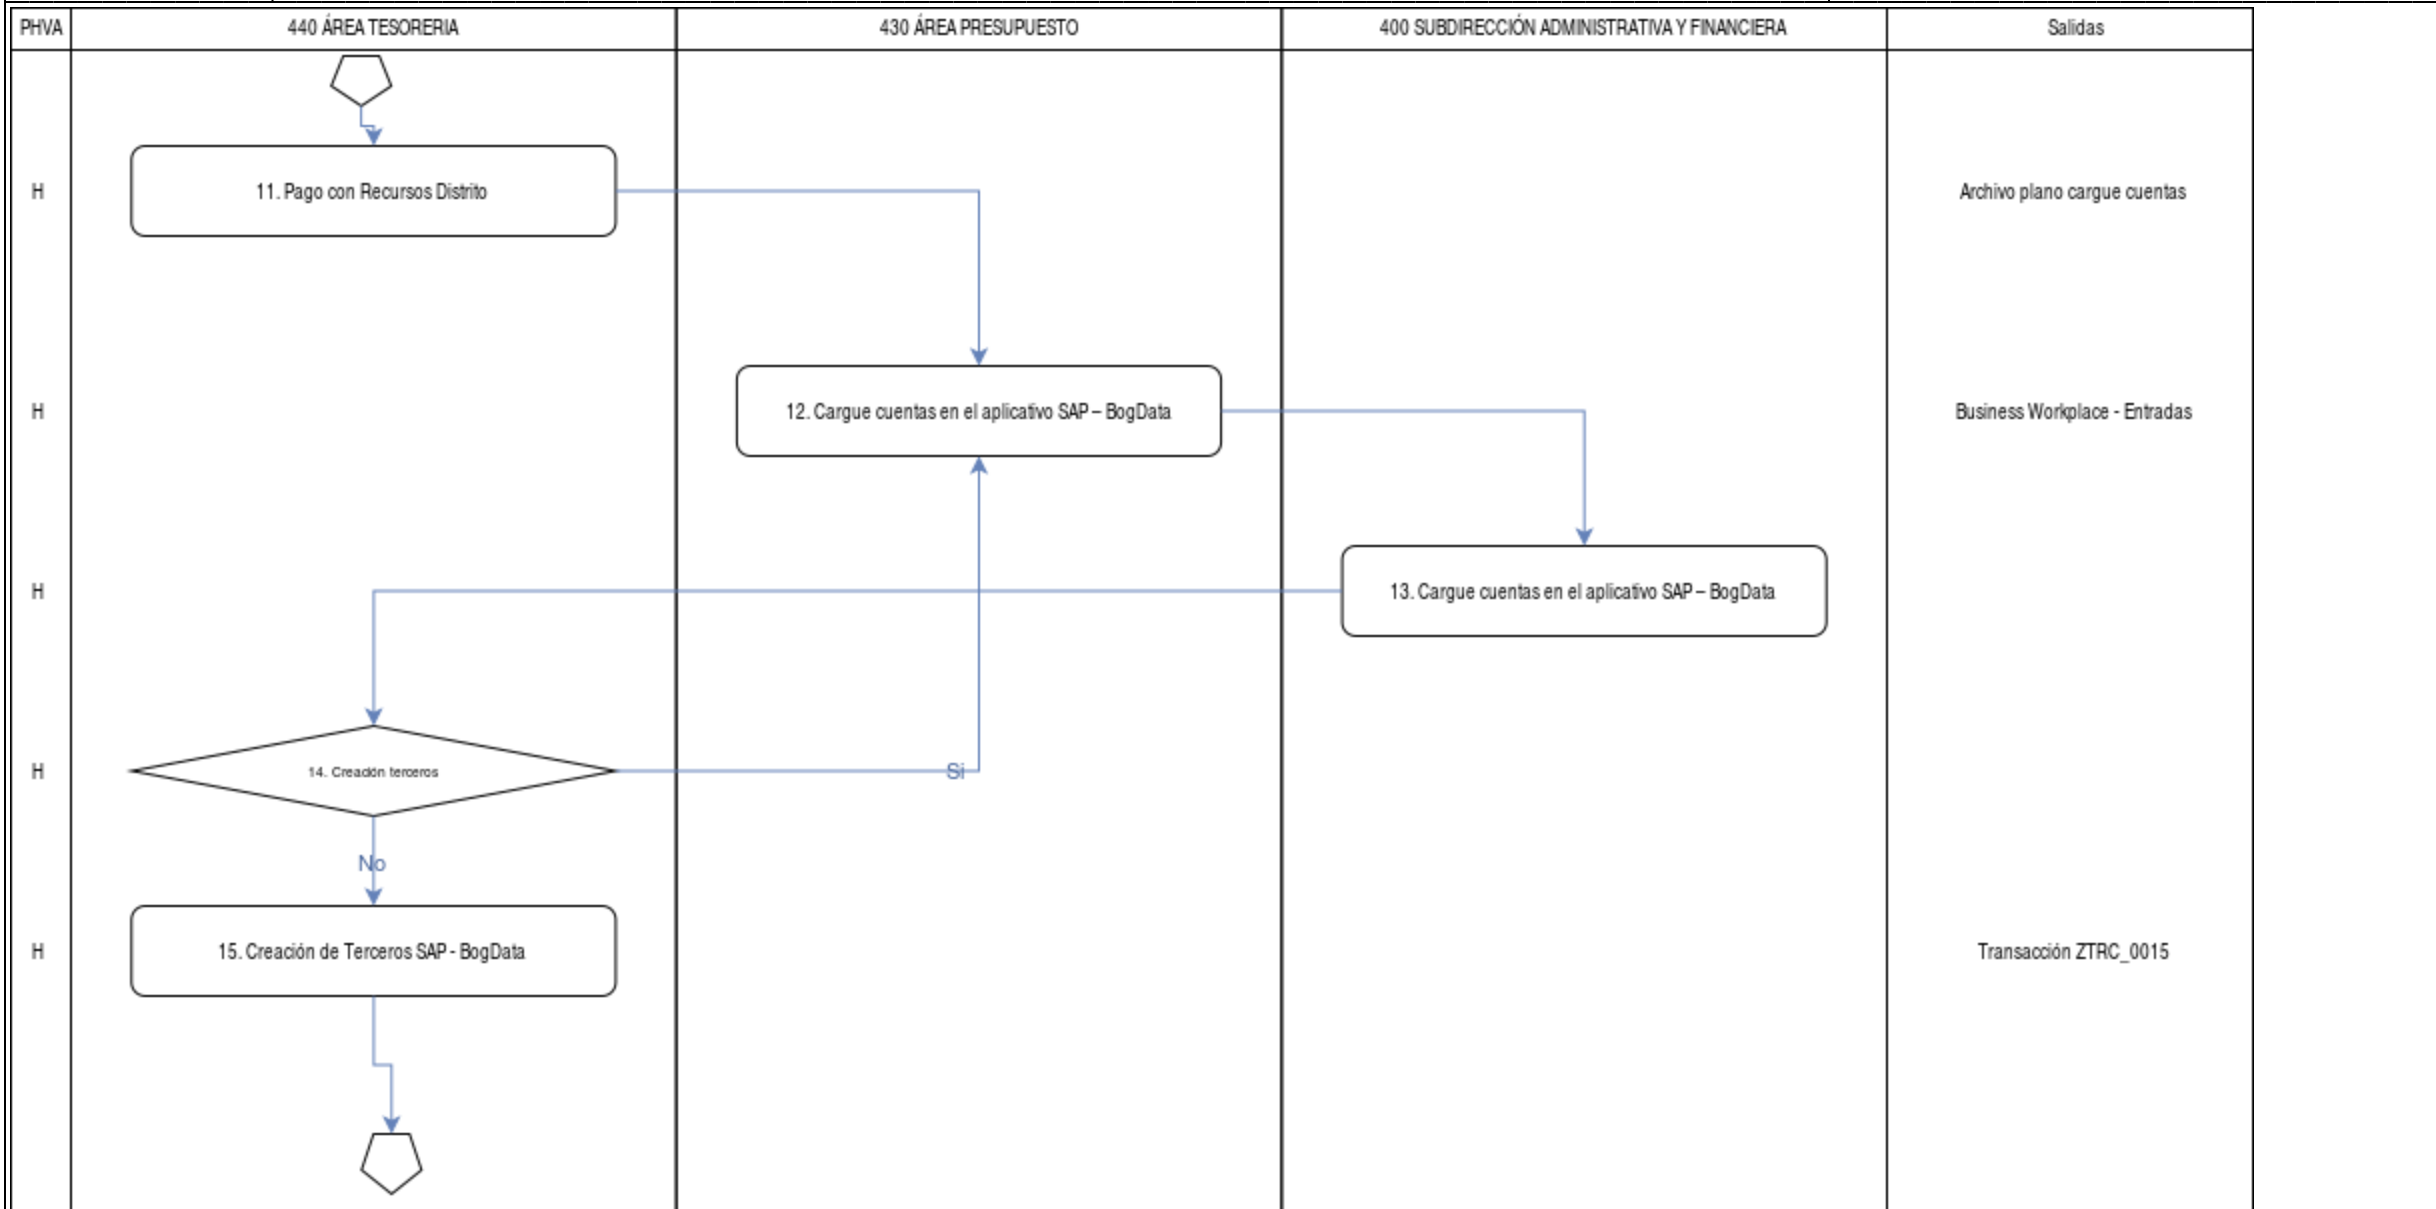 PHVA
440 ÁREA TESORERIA
430 ÁREA PRESUPUESTO
400 SUBDIRECCIÓN ADMINISTRATIVA Y FINANCIERA
Salidas
H
11. Pago con Recursos Distrito
Archivo plano cargue cuentas
H
12. Cargue cuentas en el aplicativo SAP – BogData
Business Workplace - Entradas
H
13. Cargue cuentas en el aplicativo SAP – BogData
H
14. Creación terceros
Si
No
H
15. Creación de Terceros SAP - BogData
Transacción ZTRC_0015